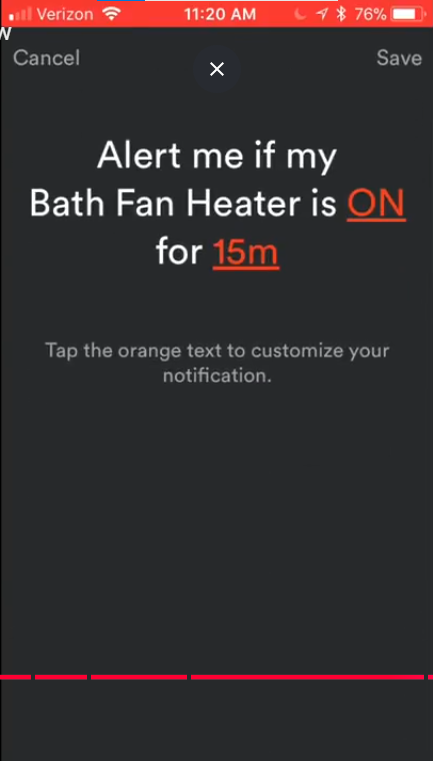 Verizon 11:20 AM 76%
w
Cancel Save
Alert me if my
Bath Fan Heater is ON
for 15m
Tap the orange text to customize your
notification.